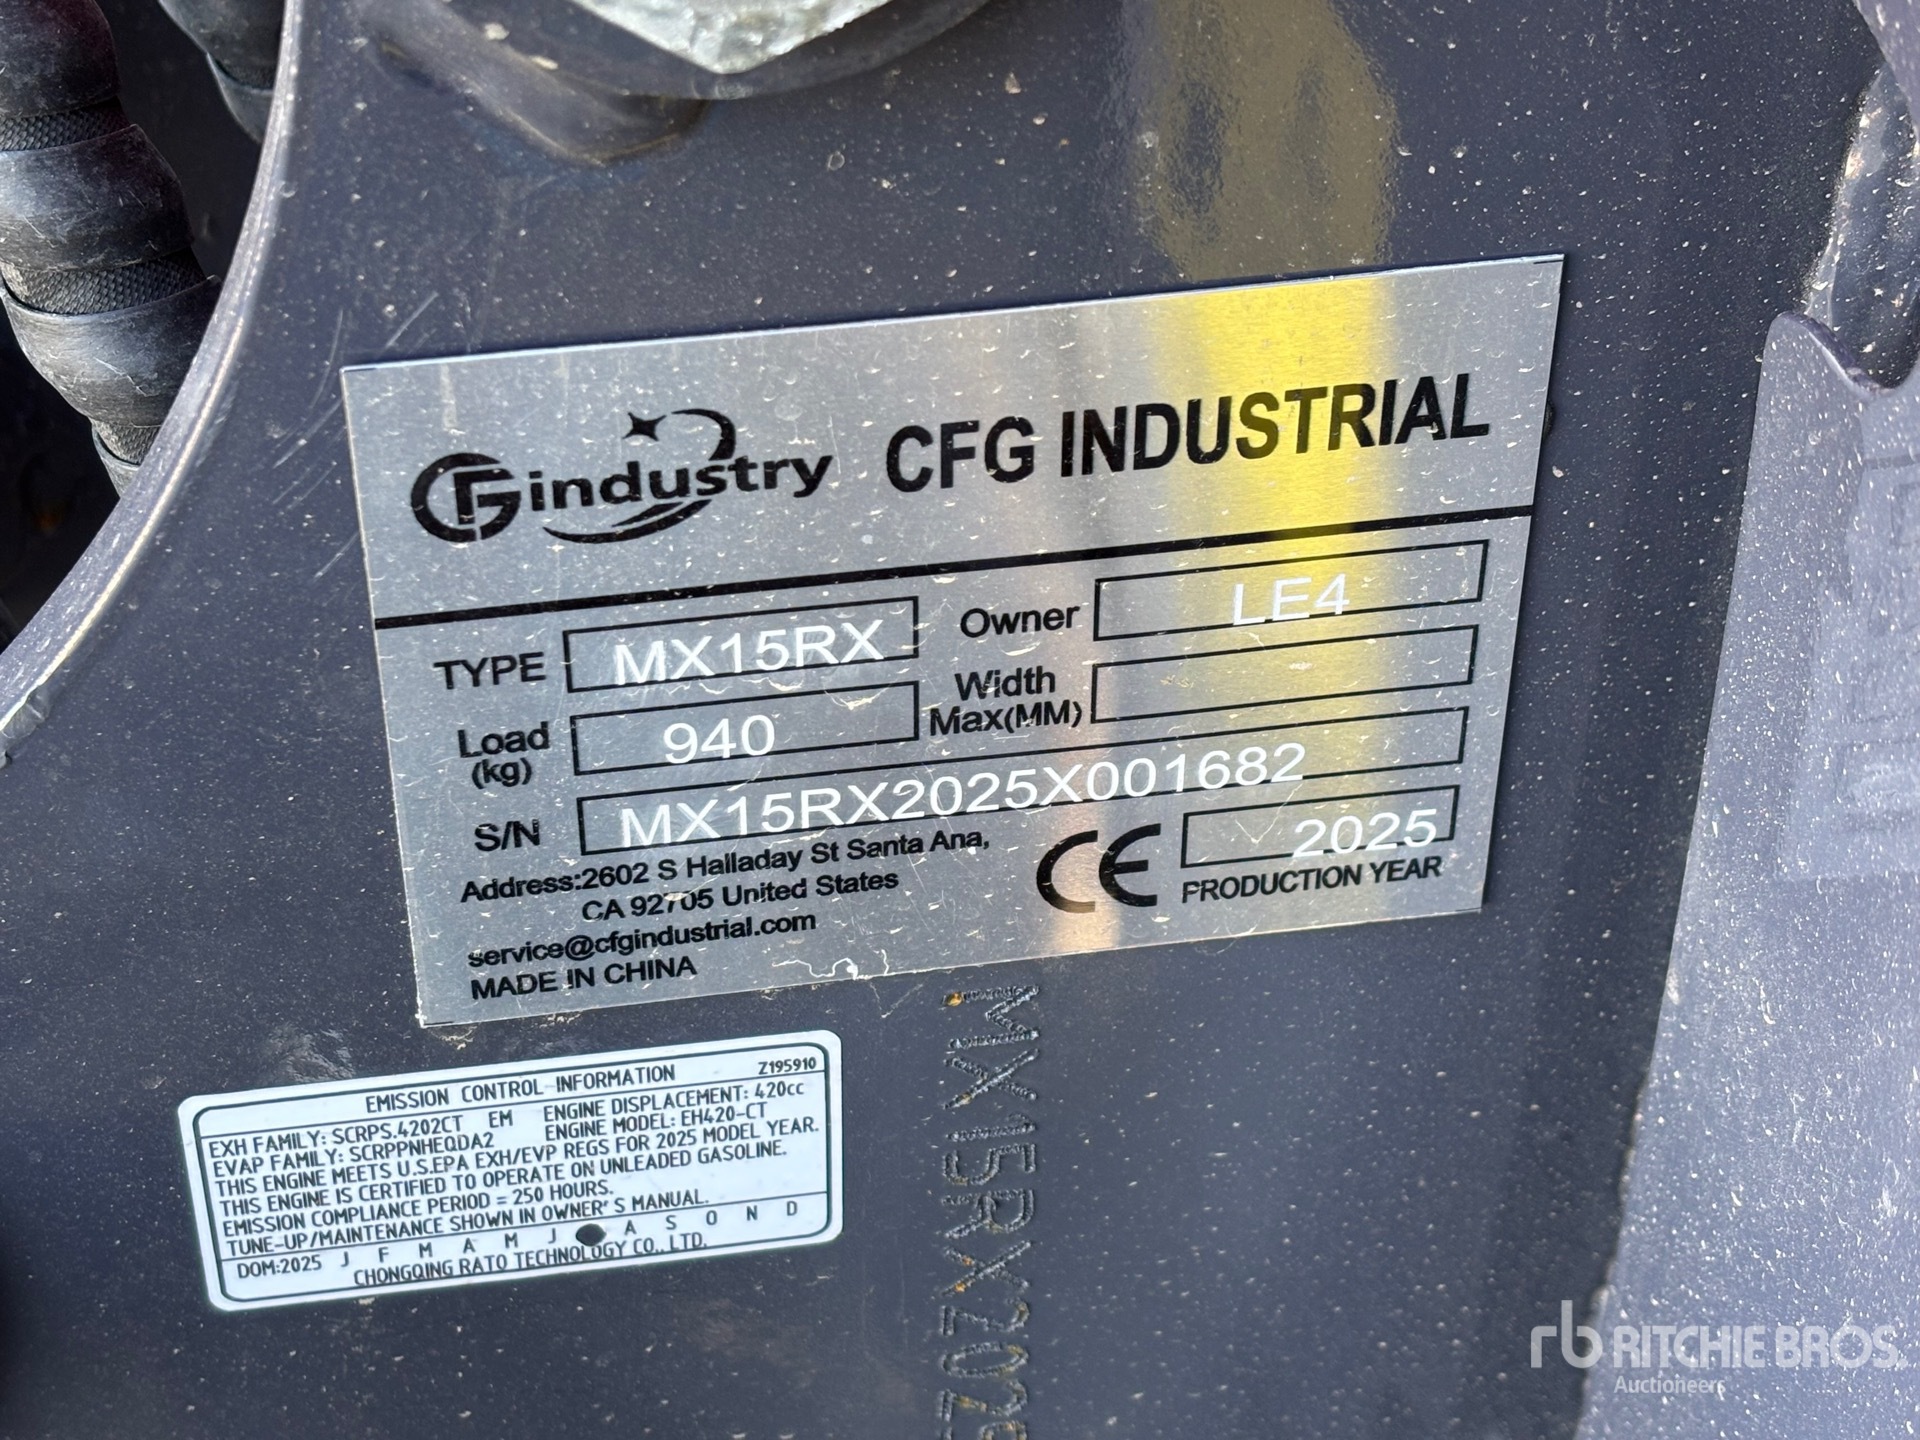 CFGindustry CFG INDUSTRIAL
TYPE MX15RX Owner LE4
Load (kg) 940 Width Max(MM)
S/N MX15RX2025X001682
Address:2602 S Halladay St Santa Ana,
CA 92705 United States
service@cfgindustrial.com
MADE IN CHINA
CE 2025
PRODUCTION YEAR
EMISSION CONTROL INFORMATION Z195910
EXH FAMILY: SCRPS.4202CT EM ENGINE DISPLACEMENT: 420cc
EVAP FAMILY: SCRPPNHEQDA2 ENGINE MODEL: EH420-CT
THIS ENGINE MEETS U.S.EPA EXH/EVP REGS FOR 2025 MODEL YEAR.
THIS ENGINE IS CERTIFIED TO OPERATE ON UNLEADED GASOLINE.
EMISSION COMPLIANCE PERIOD = 250 HOURS.
TUNE-UP/MAINTENANCE SHOWN IN OWNER'S MANUAL.
DOM:2025 J F M A M J A S O N D
CHONGQING RATO TECHNOLOGY CO., LTD.
MX15RX202
rb RITCHIE BROS.
Auctioneers